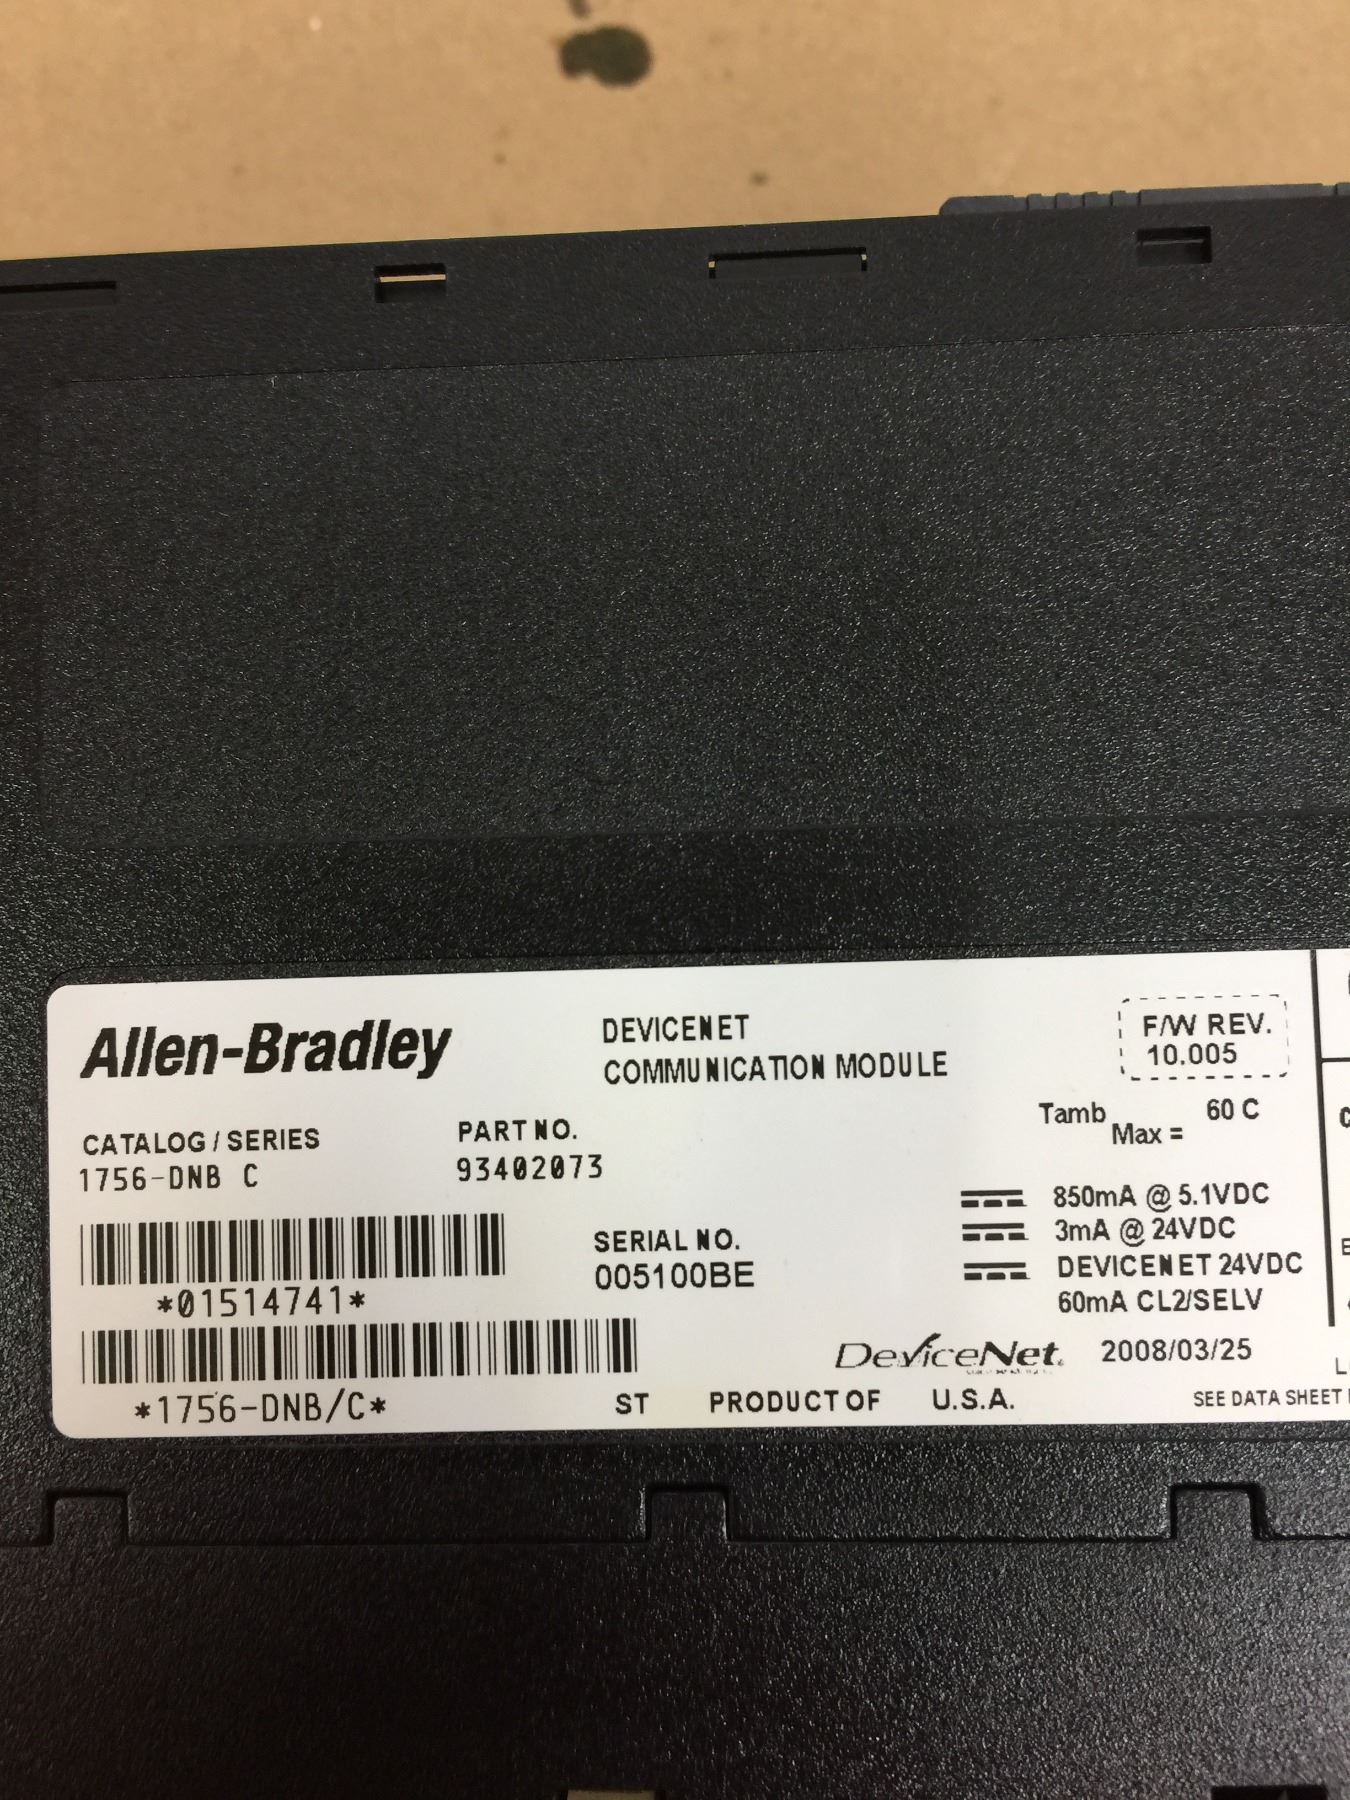 Allen-Bradley
DEVICENET
COMMUNICATION MODULE
F/W REV.
10.005
CATALOG / SERIES
1756-DNB C
PART NO.
93402073
Tamb Max = 60 C
*01514741*
SERIAL NO.
005100BE
850mA @ 5.1VDC
3mA @ 24VDC
DEVICENET 24VDC
60mA CL2/SELV
*1756-DNB/C*
DeviceNet.
2008/03/25
ST PRODUCT OF U.S.A.
SEE DATA SHEET